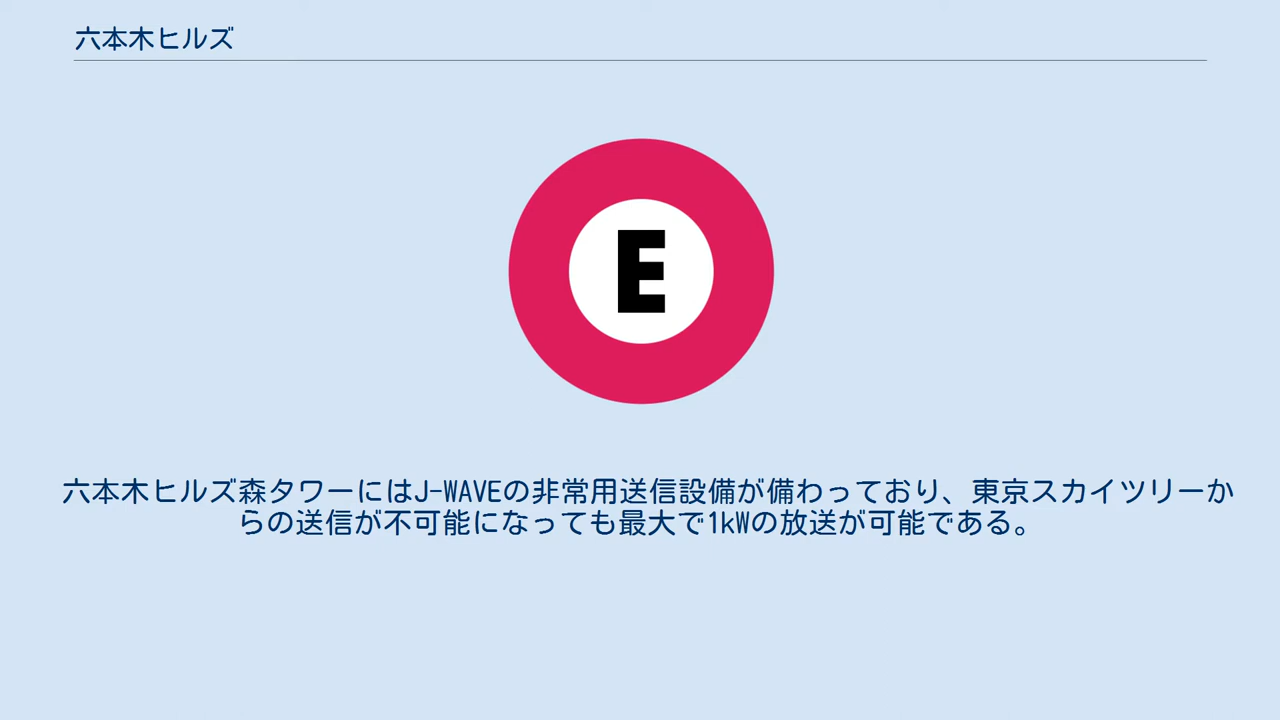 六本木ヒルズ
E
六本木ヒルズ森タワーにはJ-WAVEの非常用送信設備が備わっており、東京スカイツリーか
らの送信が不可能になっても最大で1kWの放送が可能である。